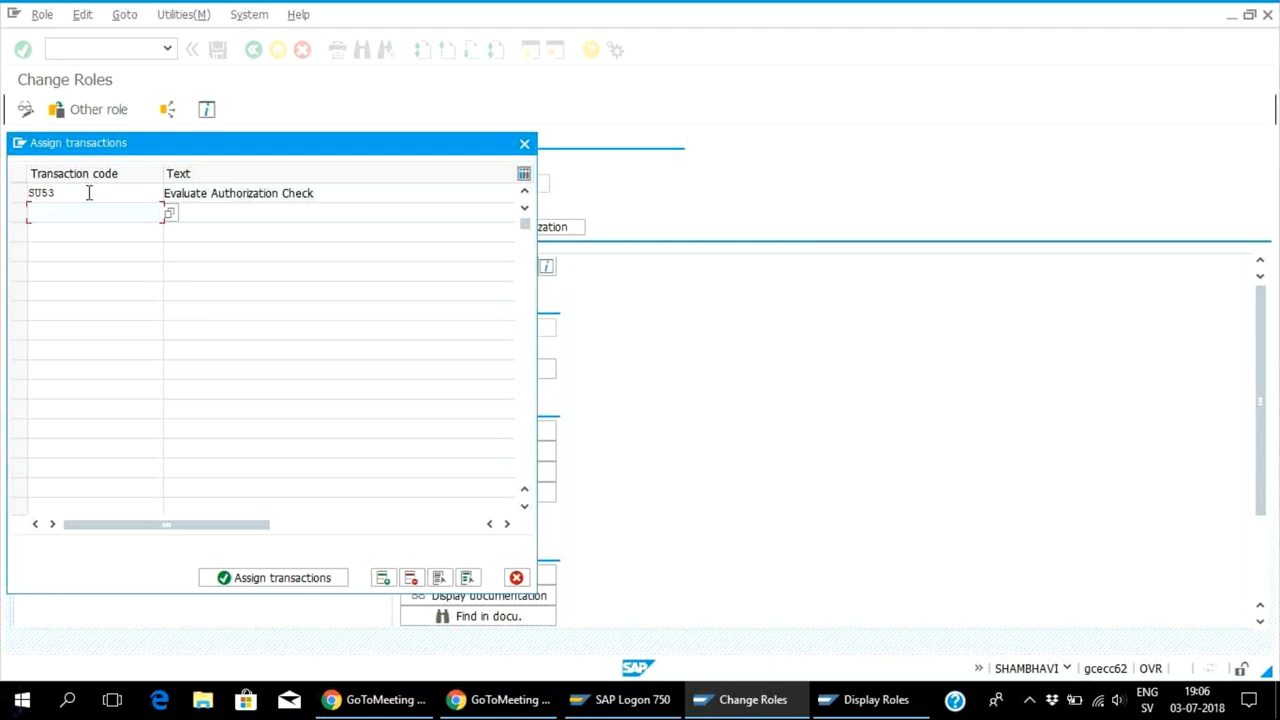 Role Edit Goto Utilities(M) System Help
Change Roles
Other role
Assign transactions
Transaction code Text
SU53 Evaluate Authorization Check
zation
Assign transactions
Display documentation
Find in docu.
SAP SHAMBHAVI gcecc62 OVR
GoToMeeting ... GoToMeeting ... SAP Logon 750 Change Roles Display Roles
ENG
SV
19:06
03-07-2018